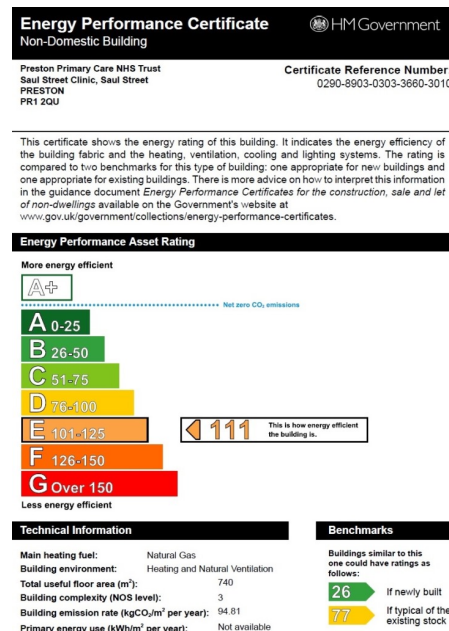 Energy Performance Certificate
HM Government
Non-Domestic Building
Preston Primary Care NHS Trust
Saul Street Clinic, Saul Street
PRESTON
PR1 2QU
Certificate Reference Number
0290-8903-0303-3660-3010
This certificate shows the energy rating of this building. It indicates the energy efficiency of
the building fabric and the heating, ventilation, cooling and lighting systems. The rating is
compared to two benchmarks for this type of building: one appropriate for new buildings and
one appropriate for existing buildings. There is more advice on how to interpret this information
in the guidance document Energy Performance Certificates for the construction, sale and let
of non-dwellings available on the Government's website at
www.gov.uk/government/collections/energy-performance-certificates.
Energy Performance Asset Rating
More energy efficient
A+
Net zero CO₂ emissions
A 0-25
B 26-50
C 51-75
D 76-100
E 101-125
111
This is how energy efficient
the building is.
F 126-150
G Over 150
Less energy efficient
Technical Information
Main heating fuel: Natural Gas
Building environment: Heating and Natural Ventilation
Total useful floor area (m²): 740
Building complexity (NOS level): 3
Building emission rate (kgCO₂/m² per year): 94.81
Primary energy use (kWh/m² per year): Not available
Benchmarks
Buildings similar to this
one could have ratings as
follows:
26 If newly built
77 If typical of the
existing stock